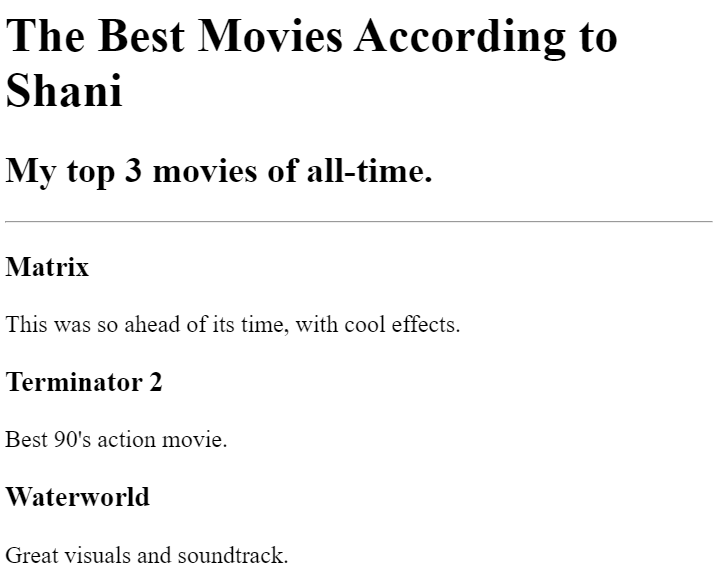 The Best Movies According to
Shani
My top 3 movies of all-time.
Matrix
This was so ahead of its time, with cool effects.
Terminator 2
Best 90's action movie.
Waterworld
Great visuals and soundtrack.